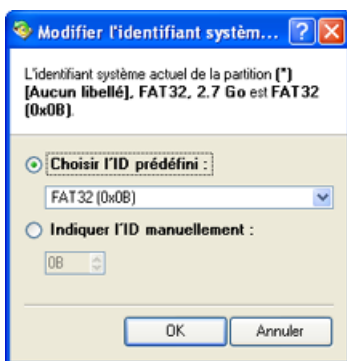 Modifier l'identifiant systèm...
L'identifiant système actuel de la partition (*)
[Aucun libellé], FAT32, 2.7 Go est FAT32
(0x0B).
Choisir l'ID prédéfini :
FAT32 (0x0B)
Indiquer l'ID manuellement :
0B
OK Annuler